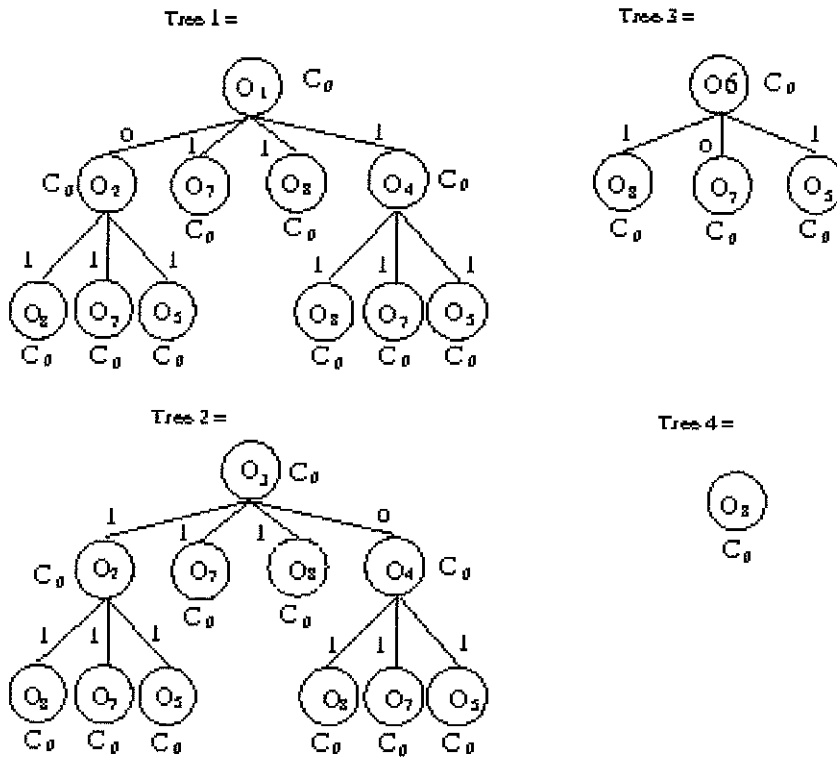 Tree 1 =
O₁ C₀
0 1 1 1
C₀ O₂ O₇ O₈ O₄ C₀
C₀ C₀
1 1 1 1 1 1
O₈ O₇ O₅ O₈ O₇ O₅
C₀ C₀ C₀ C₀ C₀ C₀
Tree 3 =
O6 C₀
1 0 1
O₈ O₇ O₅
C₀ C₀ C₀
Tree 2 =
O₃ C₀
1 1 1 0
C₀ O₂ O₇ O₈ O₄ C₀
C₀ C₀
1 1 1 1 1 1
O₈ O₇ O₅ O₈ O₇ O₅
C₀ C₀ C₀ C₀ C₀ C₀
Tree 4 =
O₈
C₀